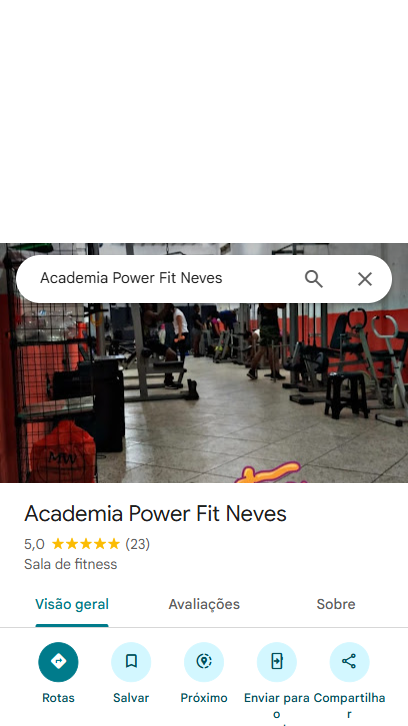 Academia Power Fit Neves
MW
Academia Power Fit Neves
5,0 (23)
Sala de fitness
Visão geral Avaliações Sobre
Rotas Salvar Próximo Enviar para o Compartilhar